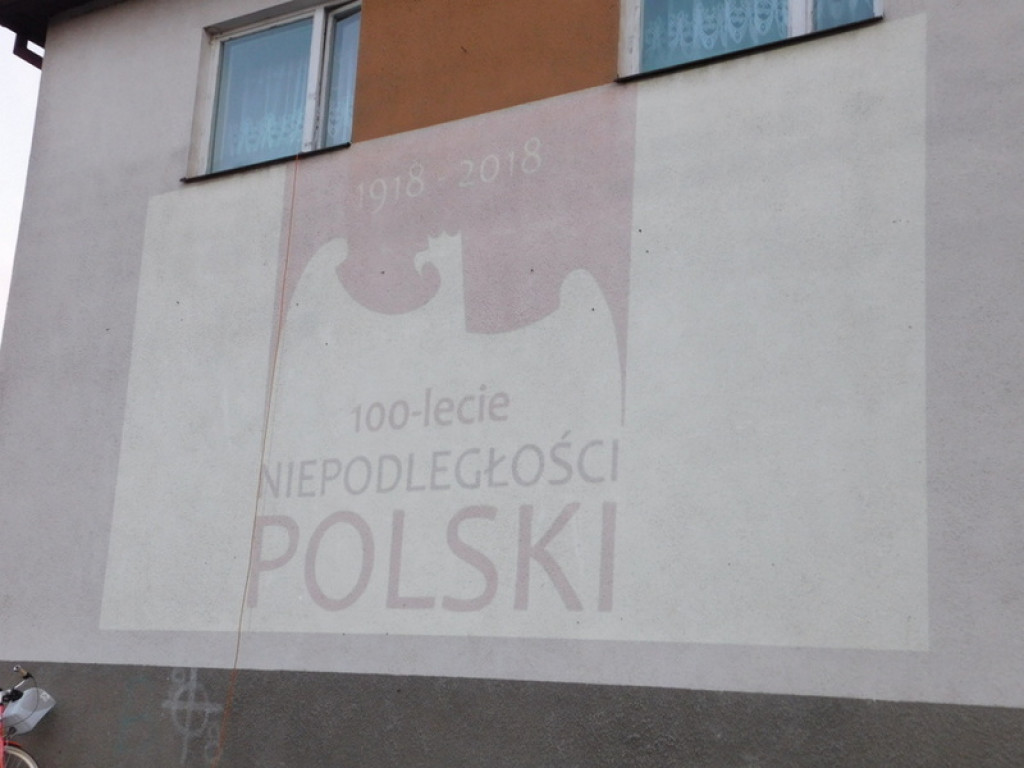 1918 - 2018
100-lecie
NIEPODLEGŁOŚCI
POLSKI